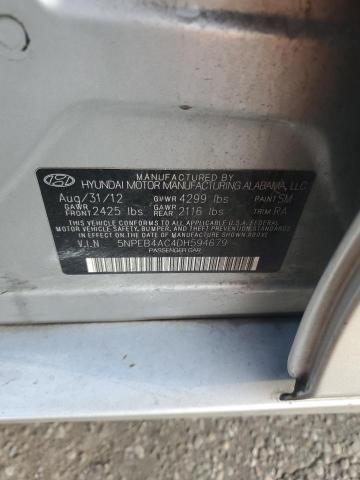 MANUFACTURED BY
HYUNDAI MOTOR MANUFACTURING ALABAMA, LLC
Aug/31/12 GVWR 4299 lbs PAINT SM
GAWR FRONT 2425 lbs GAWR REAR 2116 lbs TRIM RA
THIS VEHICLE CONFORMS TO ALL APPLICABLE U.S.A. FEDERAL
MOTOR VEHICLE SAFETY, BUMPER, AND THEFT PREVENTION
STANDARDS IN EFFECT ON THE DATE OF MANUFACTURE SHOWN ABOVE.
V.I.N 5NPEB4AC4DH594679
PASSENGER CAR